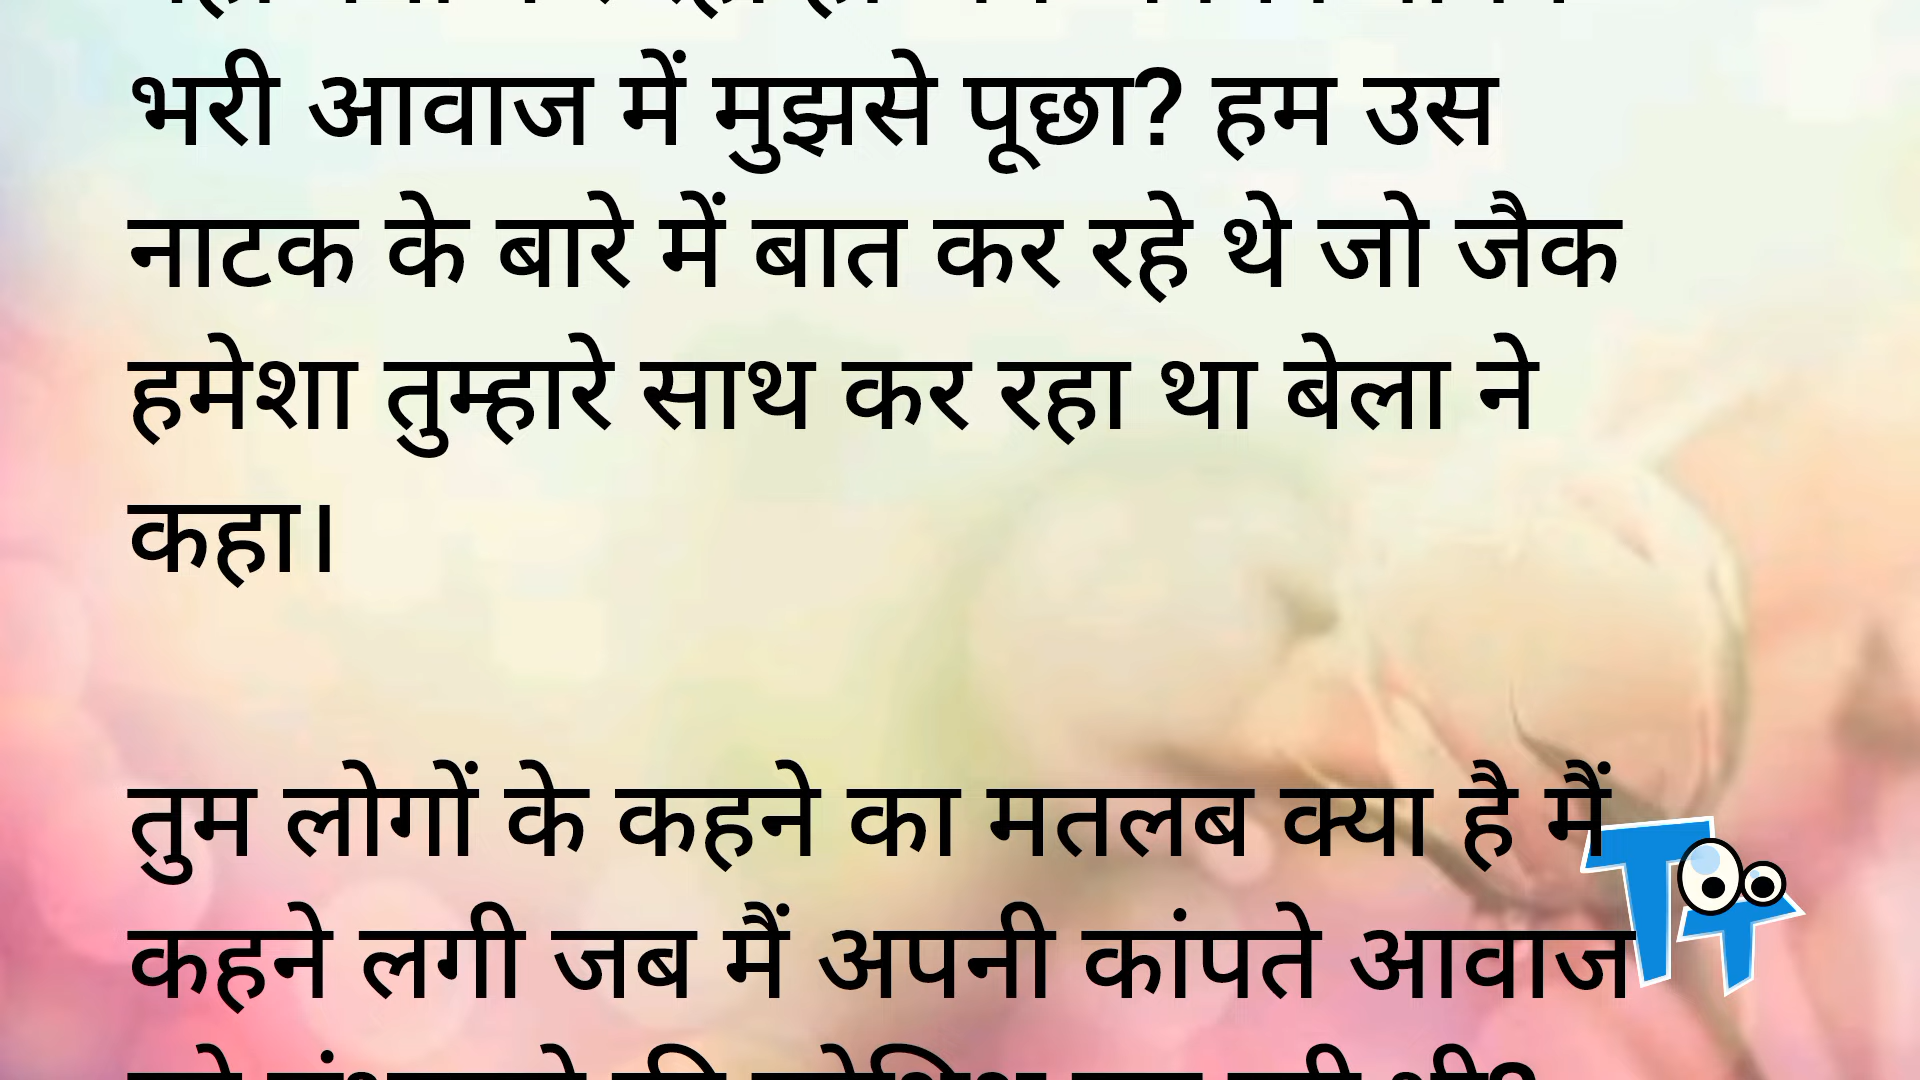 भरी आवाज में मुझसे पूछा? हम उस
नाटक के बारे में बात कर रहे थे जो जैक
हमेशा तुम्हारे साथ कर रहा था बेला ने
कहा।
तुम लोगों के कहने का मतलब क्या है मैं
कहने लगी जब मैं अपनी कांपते आवाज
TY